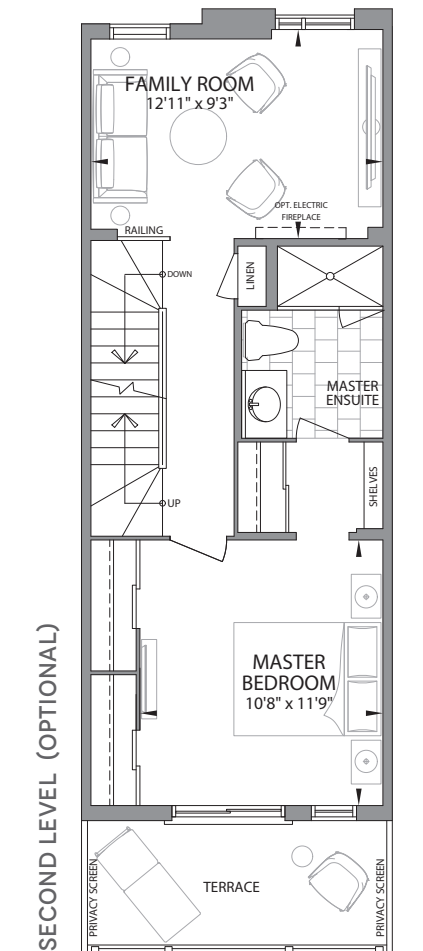 FAMILY ROOM
12'11" x 9'3"
OPT. ELECTRIC
FIREPLACE
RAILING
DOWN
LINEN
MASTER
ENSUITE
SHELVES
UP
MASTER
BEDROOM
10'8" x 11'9"
SECOND LEVEL (OPTIONAL)
PRIVACY SCREEN
TERRACE
PRIVACY SCREEN